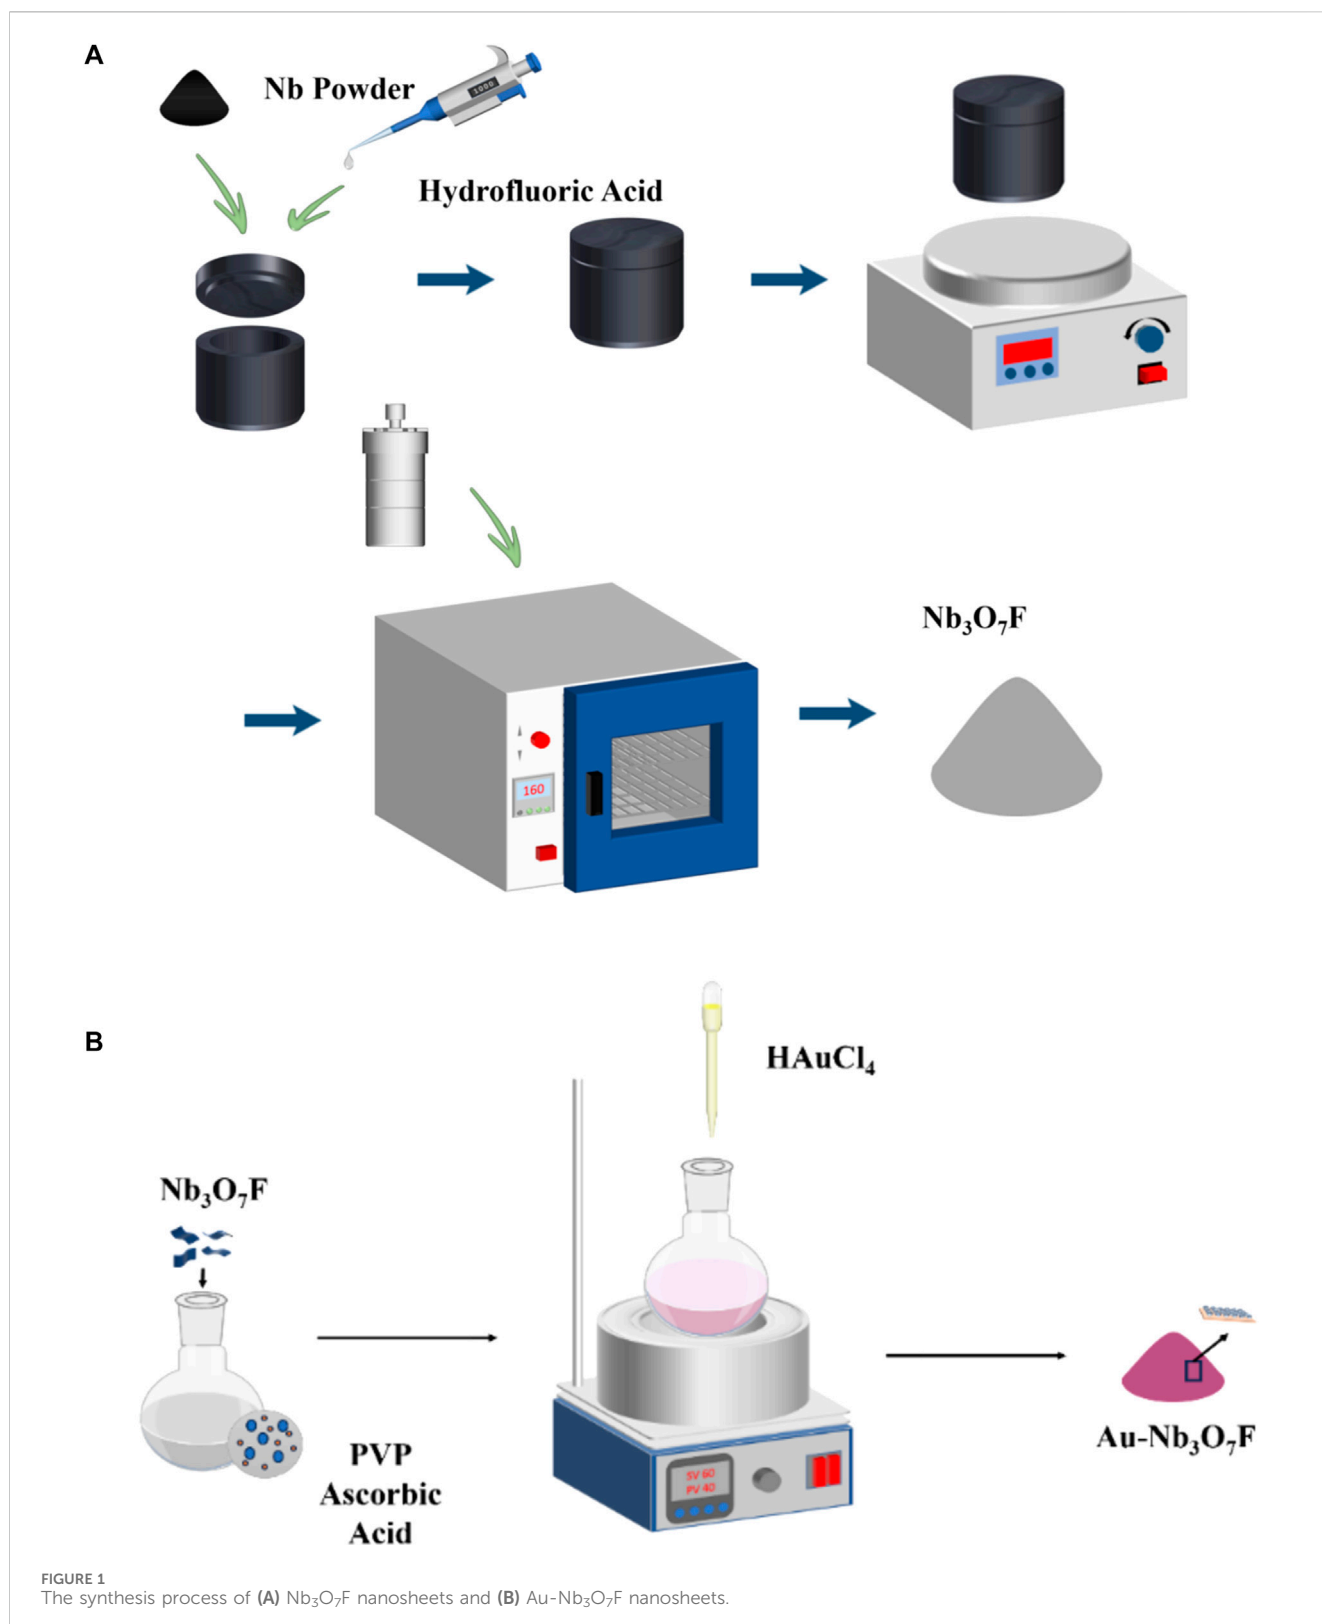 A
Nb Powder
1000
Hydrofluoric Acid
160
Nb₃O₇F
B
HAuCl₄
Nb₃O₇F
PVP
Ascorbic
Acid
SV 60
PV 40
Au-Nb₃O₇F
FIGURE 1
The synthesis process of (A) Nb₃O₇F nanosheets and (B) Au-Nb₃O₇F nanosheets.